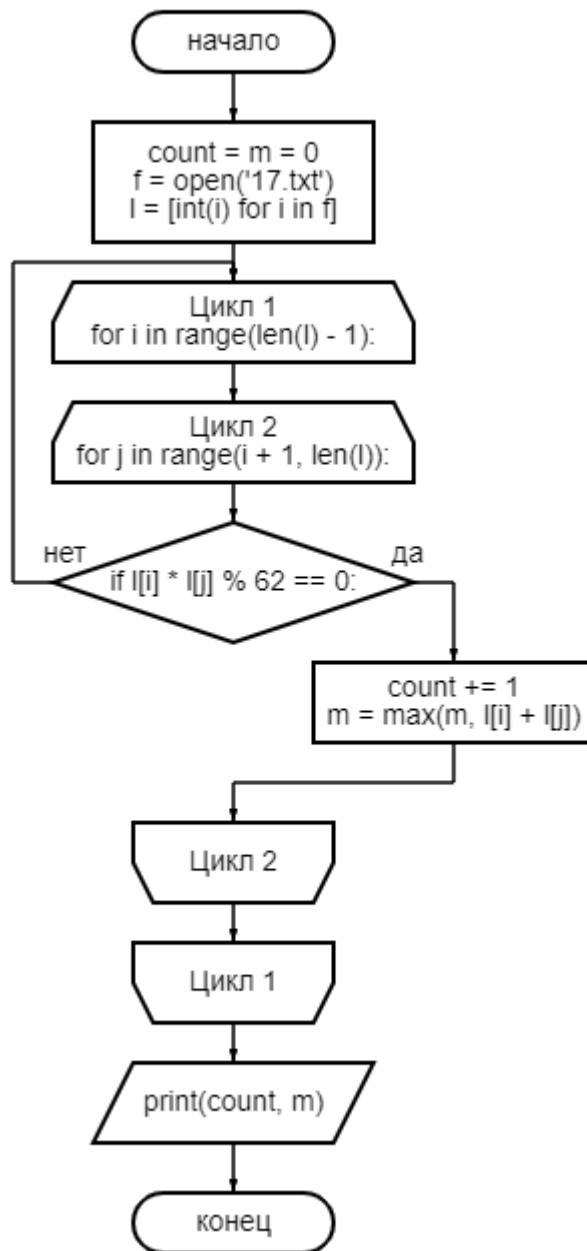 начало
count = m = 0
f = open('17.txt')
l = [int(i) for i in f]
Цикл 1
for i in range(len(l) - 1):
Цикл 2
for j in range(i + 1, len(l)):
нет
да
if l[i] * l[j] % 62 == 0:
count += 1
m = max(m, l[i] + l[j])
Цикл 2
Цикл 1
print(count, m)
конец